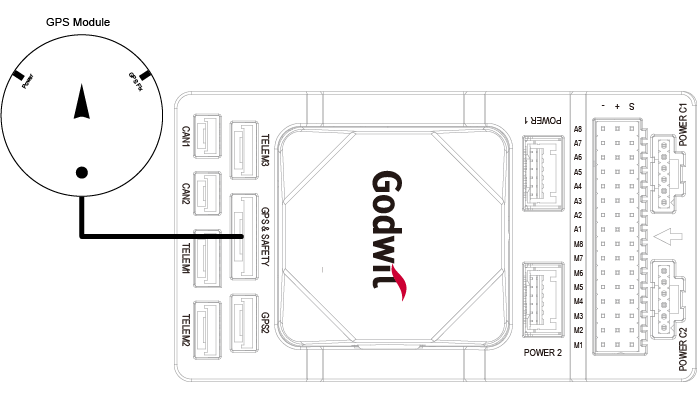 GPS Module
Power
GPS Fix
CAN1
CAN2
TELEM1
TELEM2
TELEM3
GPS & SAFETY
GPS2
Godwit
POWER 1
POWER 2
- + S
A8
A7
A6
A5
A4
A3
A2
A1
M8
M7
M6
M5
M4
M3
M2
M1
POWER C1
POWER C2